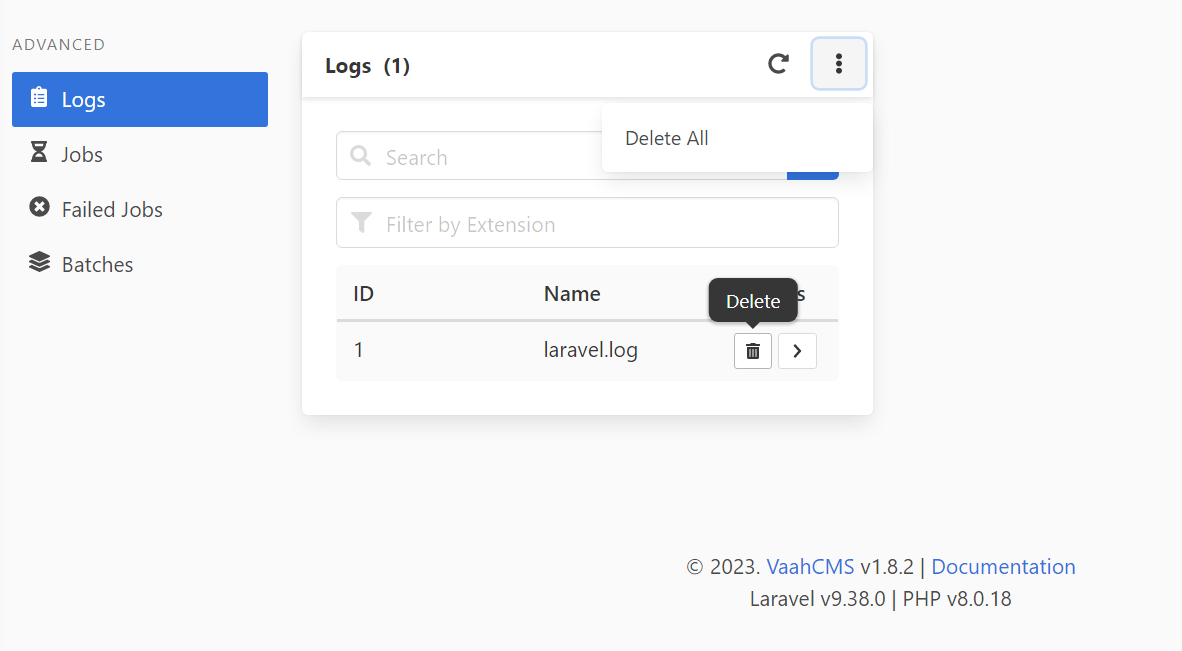 ADVANCED
Logs
Jobs
Failed Jobs
Batches
Logs (1)
Delete All
Search
Filter by Extension
ID Name s
Delete
1 laravel.log
© 2023. VaahCMS v1.8.2 | Documentation
Laravel v9.38.0 | PHP v8.0.18